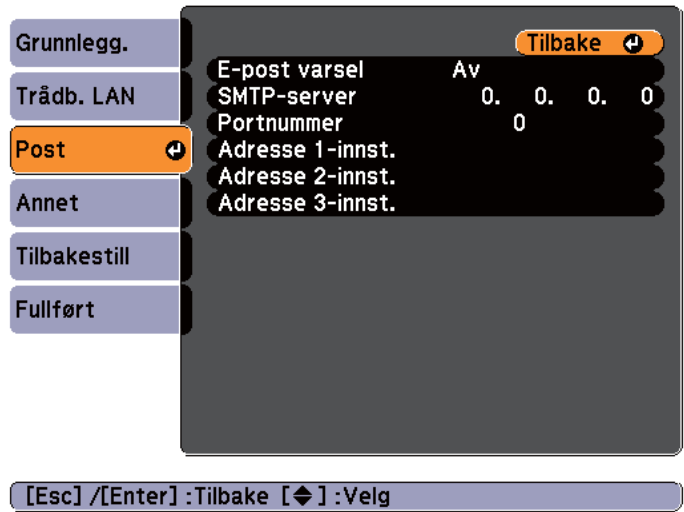 Grunnlegg.
Trådb. LAN
Post
Annet
Tilbakestill
Fullført
Tilbake
E-post varsel Av
SMTP-server 0. 0. 0. 0
Portnummer 0
Adresse 1-innst.
Adresse 2-innst.
Adresse 3-innst.
[Esc] /[Enter] :Tilbake [◆] :Velg